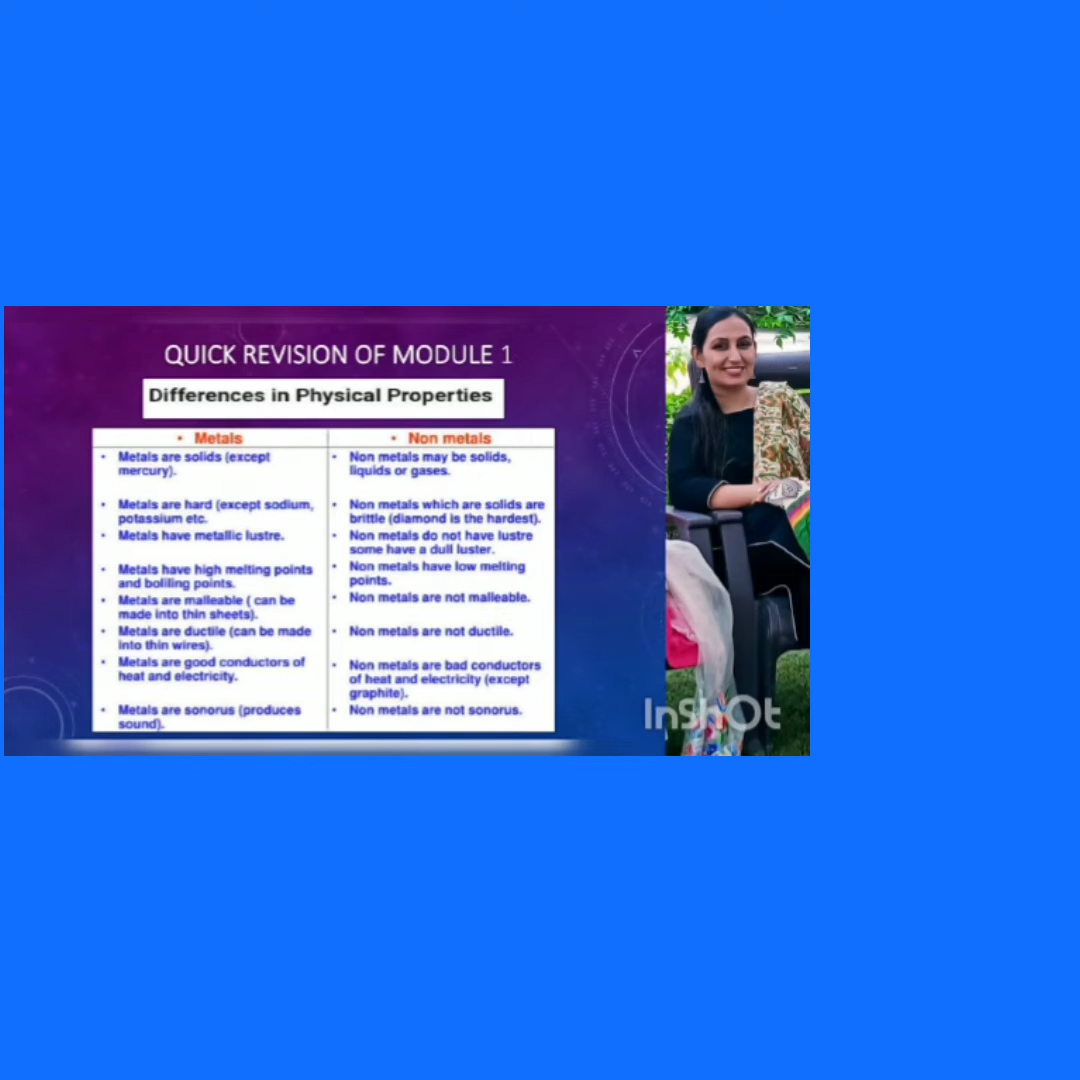 QUICK REVISION OF MODULE 1
Differences in Physical Properties
• Metals
• Metals are solids (except
mercury).
• Metals are hard (except sodium,
potassium etc.
• Metals have metallic lustre.
• Metals have high melting points
and boliling points.
• Metals are malleable ( can be
made into thin sheets).
• Metals are ductile (can be made
into thin wires).
• Metals are good conductors of
heat and electricity.
• Metals are sonorus (produces
sound).
• Non metals
• Non metals may be solids,
liquids or gases.
• Non metals which are solids are
brittle (diamond is the hardest).
• Non metals do not have lustre
some have a dull luster.
• Non metals have low melting
points.
• Non metals are not malleable.
• Non metals are not ductile.
• Non metals are bad conductors
of heat and electricity (except
graphite).
• Non metals are not sonorus.
InShOt